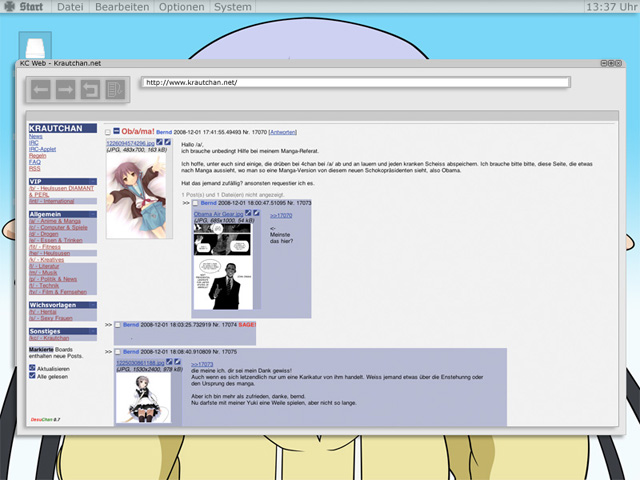 Start Datei Bearbeiten Optionen System 13:37 Uhr
KC Web - Krautchan.net
http://www.krautchan.net/
KRAUTCHAN
News
IRC
IRC-Applet
Regeln
FAQ
RSS
VIP
/b/ - Heulsusen DIAMANT
& PERL
/int/ - International
Allgemein
/a/ - Anime & Manga
/c/ - Computer & Spiele
/d/ - Drogen
/e/ - Essen & Trinken
/f/ - Fitness
/he/ - Heulsusen
/k/ - Kreatives
/l/ - Literatur
/m/ - Musik
/p/ - Politik & News
/t/ - Technik
/tv/ - Film & Fernsehen
Wichsvorlagen
/h/ - Hentai
/s/ - Sexy Frauen
Sonstiges
/kc/ - Krautchan
Markierte Boards
enthalten neue Posts.
Aktualisieren
Alle gelesen
DesuChan 0.7
Ob/a/ma! Bernd 2008-12-01 17:41:55.49493 Nr. 17070 [Antworten]
1226094574296.jpg
(JPG, 483x700, 163 kB)
Hallo /a/,
ich brauche unbedingt Hilfe bei meinem Manga-Referat.
Ich hoffe, unter euch sind einige, die drüben bei 4chan bei /a/ ab und an lauern und jeden kranken Scheiss abspeichern. Ich brauche bitte bitte, diese Seite, die etwas
nach Manga aussieht, wo man so eine Manga-Version von diesem neuen Schokopräsidenten sieht, also Obama.
Hat das jemand zufällig? ansonsten requestier ich es.
1 Post(s) und 1 Datei(en) nicht angezeigt.
>> Bernd 2008-12-01 18:00:47.51095 Nr. 17073
Obama Air Gear.jpg
(JPG, 685x1000, 54 kB)
>>17070
<-
Meinste
das hier?
>> Bernd 2008-12-01 18:03:25.732919 Nr. 17074 SÄGE!
>> Bernd 2008-12-01 18:08:40.910809 Nr. 17075
1225030861188.jpg
(JPG, 1530x2400, 878 kB)
>>17073
die meine ich. dir sei mein Dank gewiss!
Auch wenn es sich letzendlich nur um eine Karikatur von ihm handelt. Weiss jemand etwas über die Enstehunng oder
den Ursprung des manga.
Aber ich bin mehr als zufrieden, danke, bernd.
Nu darfste mit meiner Yuki eine Weile spielen, aber nicht so lange.